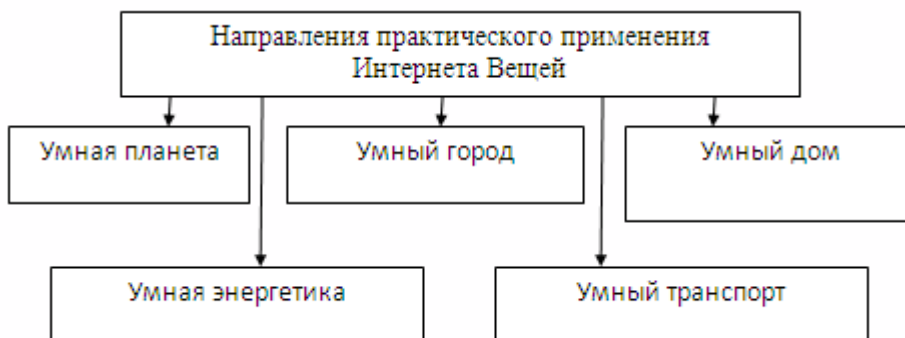 Направления практического применения
Интернета Вещей
Умная планета
Умный город
Умный дом
Умная энергетика
Умный транспорт